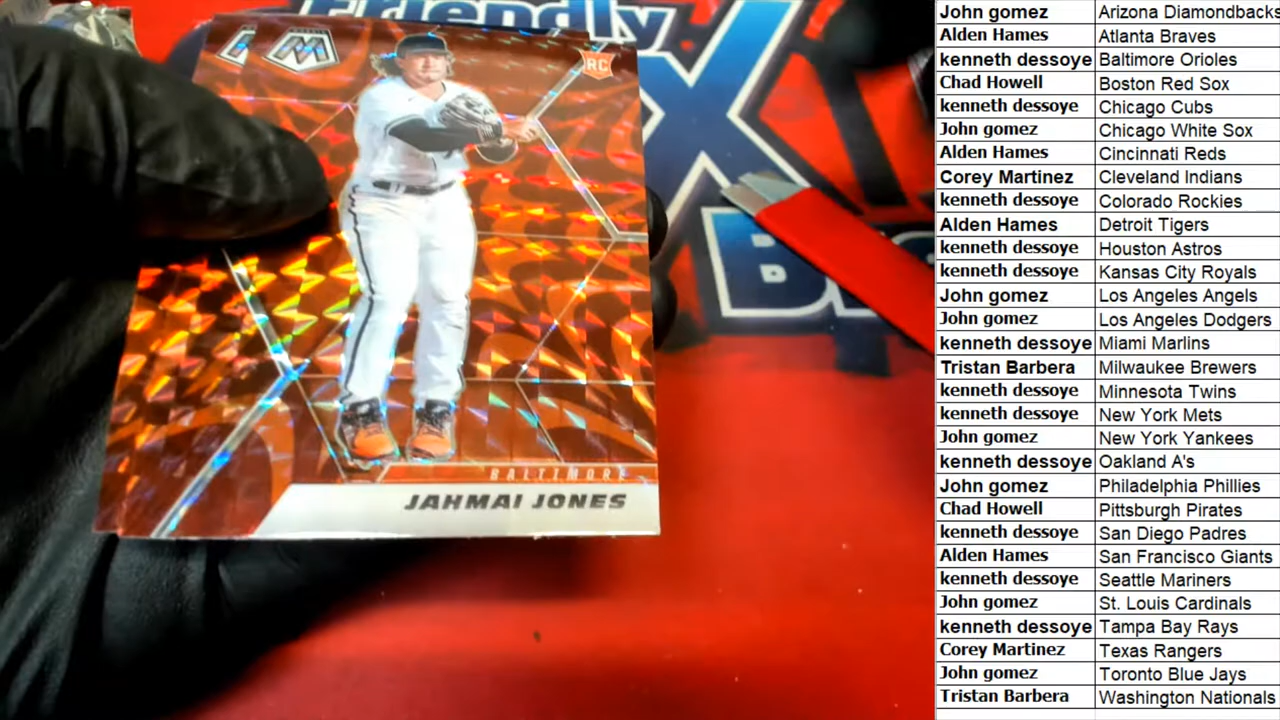 Friendly
X
RC
BALTIMORE
JAHMAI JONES
John gomez Arizona Diamondbacks
Alden Hames Atlanta Braves
kenneth dessoye Baltimore Orioles
Chad Howell Boston Red Sox
kenneth dessoye Chicago Cubs
John gomez Chicago White Sox
Alden Hames Cincinnati Reds
Corey Martinez Cleveland Indians
kenneth dessoye Colorado Rockies
Alden Hames Detroit Tigers
kenneth dessoye Houston Astros
kenneth dessoye Kansas City Royals
John gomez Los Angeles Angels
John gomez Los Angeles Dodgers
kenneth dessoye Miami Marlins
Tristan Barbera Milwaukee Brewers
kenneth dessoye Minnesota Twins
kenneth dessoye New York Mets
John gomez New York Yankees
kenneth dessoye Oakland A's
John gomez Philadelphia Phillies
Chad Howell Pittsburgh Pirates
kenneth dessoye San Diego Padres
Alden Hames San Francisco Giants
kenneth dessoye Seattle Mariners
John gomez St. Louis Cardinals
kenneth dessoye Tampa Bay Rays
Corey Martinez Texas Rangers
John gomez Toronto Blue Jays
Tristan Barbera Washington Nationals